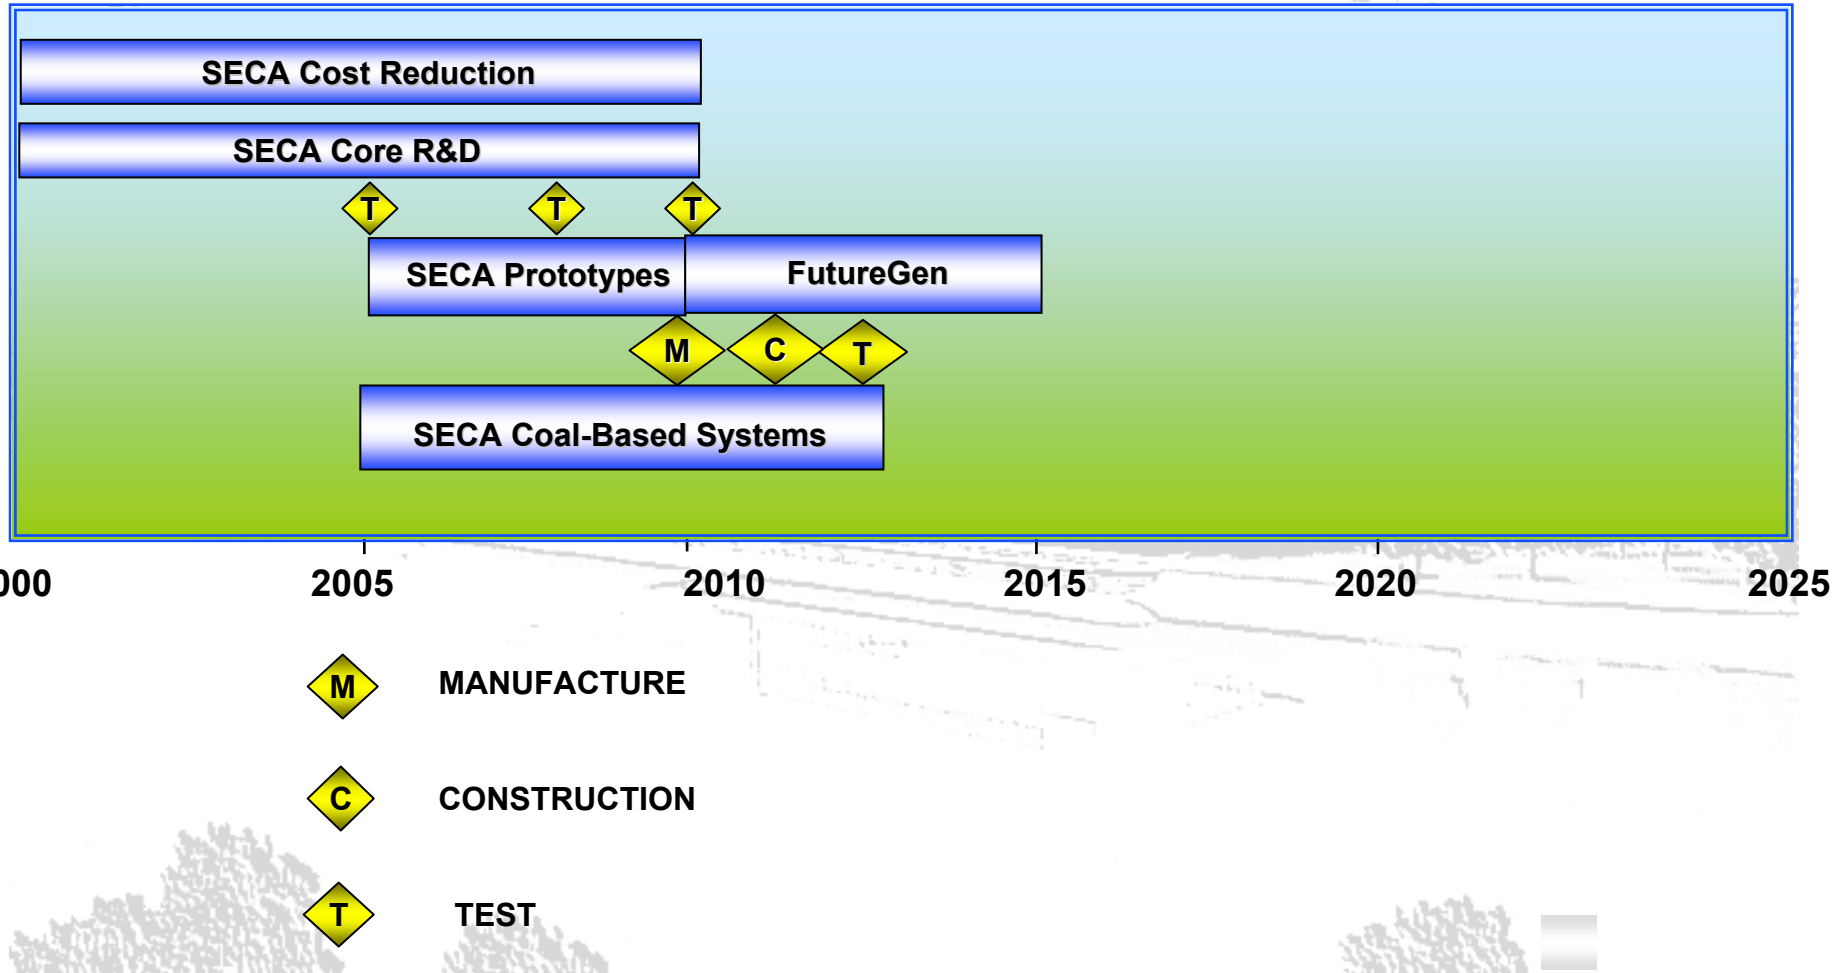 SECA Cost Reduction
SECA Core R&D
T T T
SECA Prototypes FutureGen
M C T
SECA Coal-Based Systems
000 2005 2010 2015 2020 2025
M MANUFACTURE
C CONSTRUCTION
T TEST